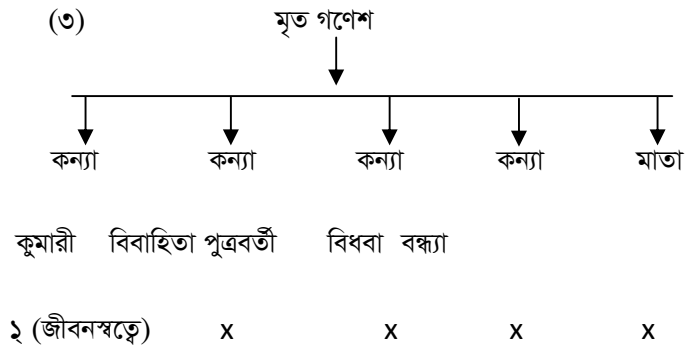 (৩) মৃত গণেশ
কন্যা কন্যা কন্যা কন্যা মাতা
কুমারী বিবাহিতা পুত্রবর্তী বিধবা বন্ধ্যা
১ (জীবনস্বত্বে) x x x x